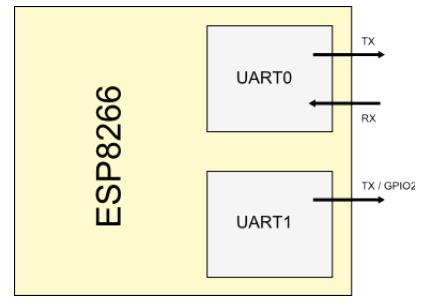 ESP8266
UART0
TX
RX
UART1
TX / GPIO2